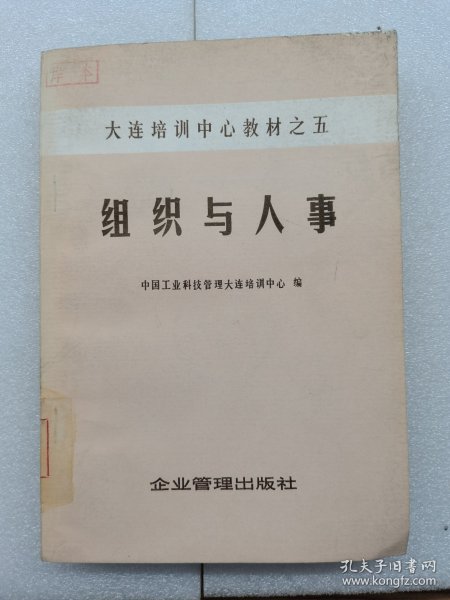 大连培训中心教材之五
组织与人事
中国工业科技管理大连培训中心 编
企业管理出版社
孔夫子旧书网
www.kongfz.com